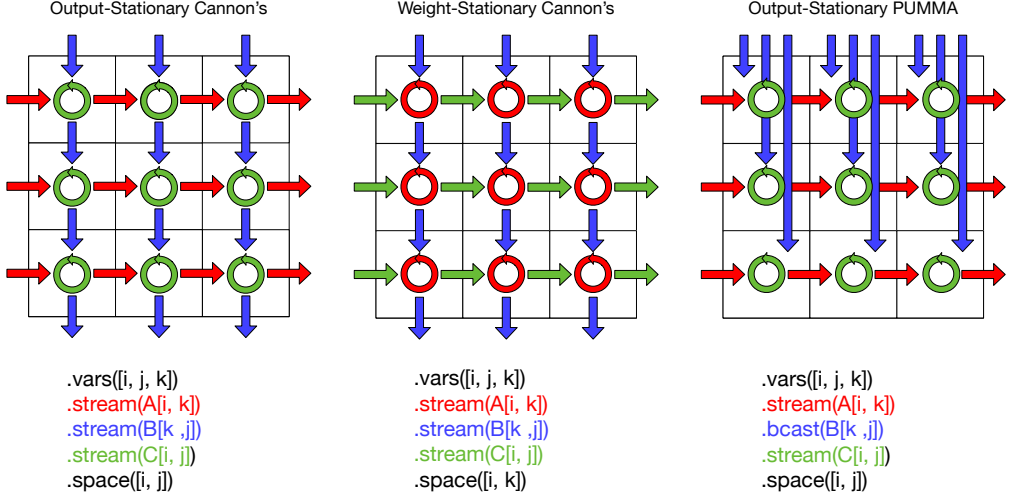 Output-Stationary Cannon's
Weight-Stationary Cannon's
Output-Stationary PUMMA
.vars([i, j, k])
.stream(A[i, k])
.stream(B[k ,j])
.stream(C[i, j])
.space([i, j])
.vars([i, j, k])
.stream(A[i, k])
.stream(B[k ,j])
.stream(C[i, j])
.space([i, k])
.vars([i, j, k])
.stream(A[i, k])
.bcast(B[k ,j])
.stream(C[i, j])
.space([i, j])